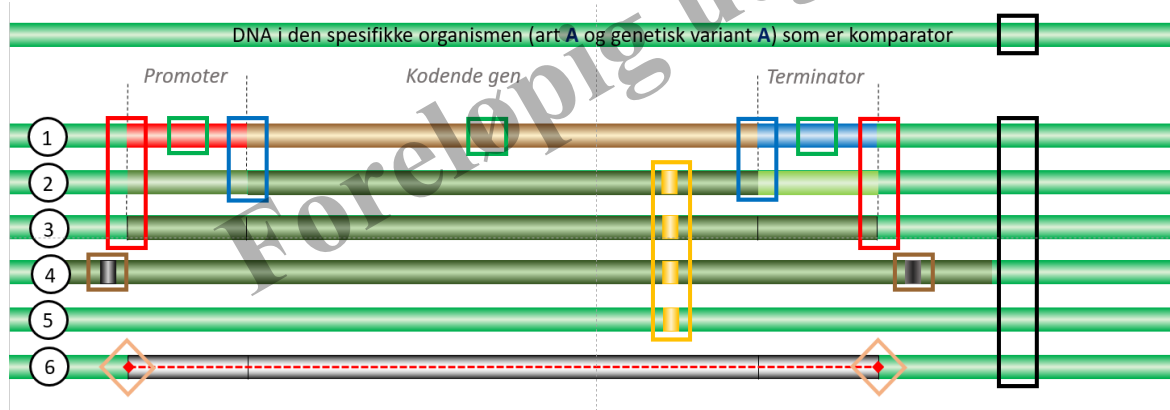 DNA i den spesifikke organismen (art A og genetisk variant A) som er komparator
Promoter
Kodende gen
Terminator
1
2
3
4
5
6